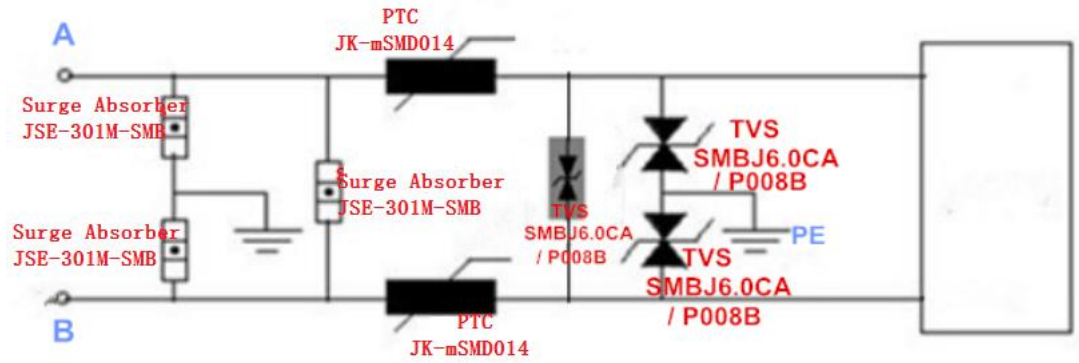 PTC
JK-mSMD014
A
Surge Absorber
JSE-301M-SMB
TVS
SMBJ6.0CA
/ P008B
Surge Absorber
JSE-301M-SMB
TVS
SMBJ6.0CA
/ P008B
Surge Absorber
JSE-301M-SMB
PE
TVS
SMBJ6.0CA
/ P008B
B
PTC
JK-mSMD014